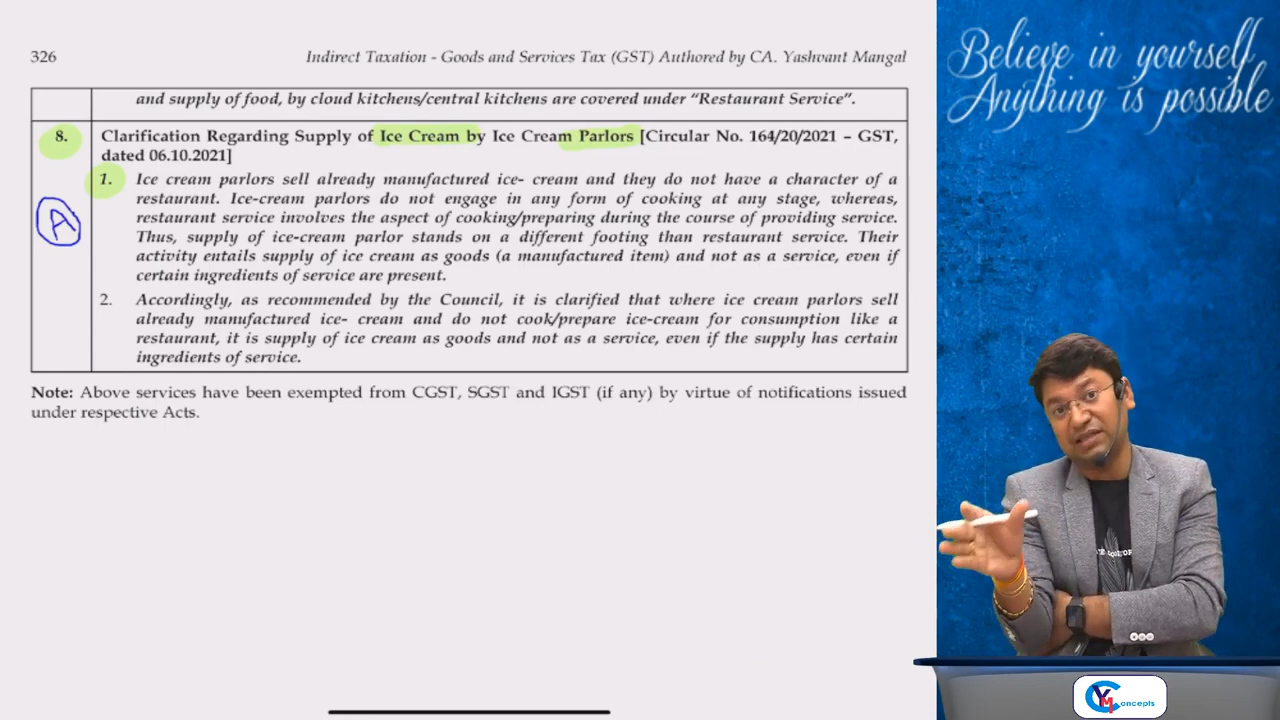 326 Indirect Taxation - Goods and Services Tax (GST) Authored by CA. Yashvant Mangal
and supply of food, by cloud kitchens/central kitchens are covered under “Restaurant Service”.
8. Clarification Regarding Supply of Ice Cream by Ice Cream Parlors [Circular No. 164/20/2021 – GST,
dated 06.10.2021]
1. Ice cream parlors sell already manufactured ice- cream and they do not have a character of a
restaurant. Ice-cream parlors do not engage in any form of cooking at any stage, whereas,
restaurant service involves the aspect of cooking/preparing during the course of providing service.
Thus, supply of ice-cream parlor stands on a different footing than restaurant service. Their
activity entails supply of ice cream as goods (a manufactured item) and not as a service, even if
certain ingredients of service are present.
A
2. Accordingly, as recommended by the Council, it is clarified that where ice cream parlors sell
already manufactured ice- cream and do not cook/prepare ice-cream for consumption like a
restaurant, it is supply of ice cream as goods and not as a service, even if the supply has certain
ingredients of service.
Note: Above services have been exempted from CGST, SGST and IGST (if any) by virtue of notifications issued
under respective Acts.
Believe in yourself
Anything is possible
YM Concepts